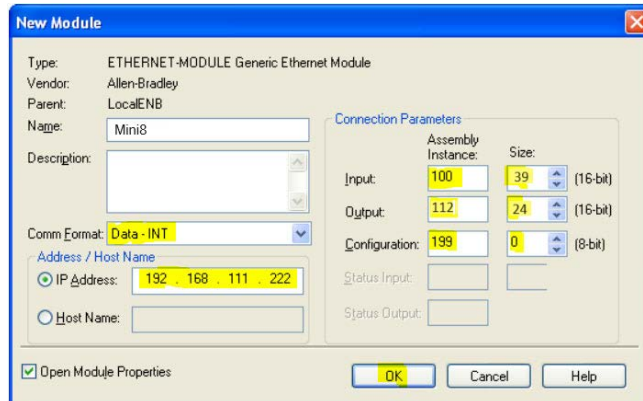 New Module
Type: ETHERNET-MODULE Generic Ethernet Module
Vendor: Allen-Bradley
Parent: LocalENB
Name: Mini8
Description:
Comm Format: Data - INT
Address / Host Name
IP Address: 192 . 168 . 111 . 222
Host Name:
Connection Parameters
Assembly Instance: Size:
Input: 100 39 (16-bit)
Output: 112 24 (16-bit)
Configuration: 199 0 (8-bit)
Status Input:
Status Output:
Open Module Properties
OK Cancel Help